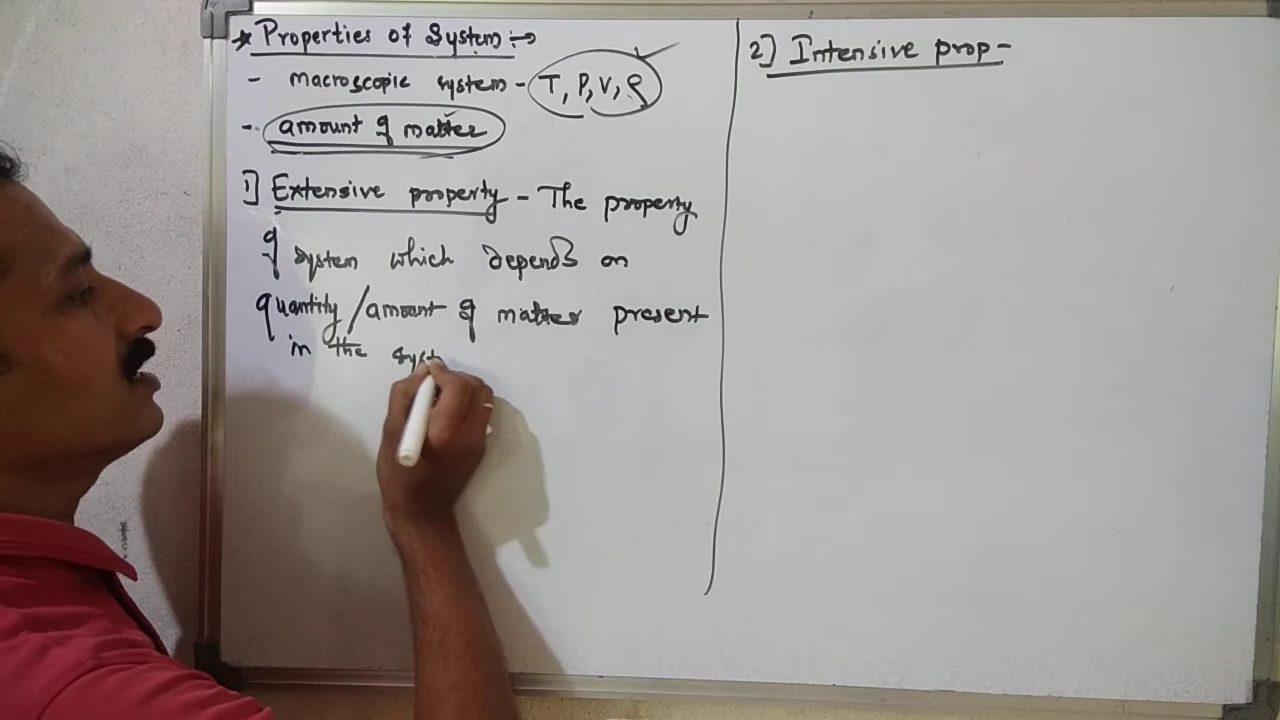 * Properties of System :→
- macroscopic system - T, P, V, ρ
- amount of matter
1] Extensive property - The property
of system which depends on
quantity/amount of matter present
in the syst
2] Intensive prop -